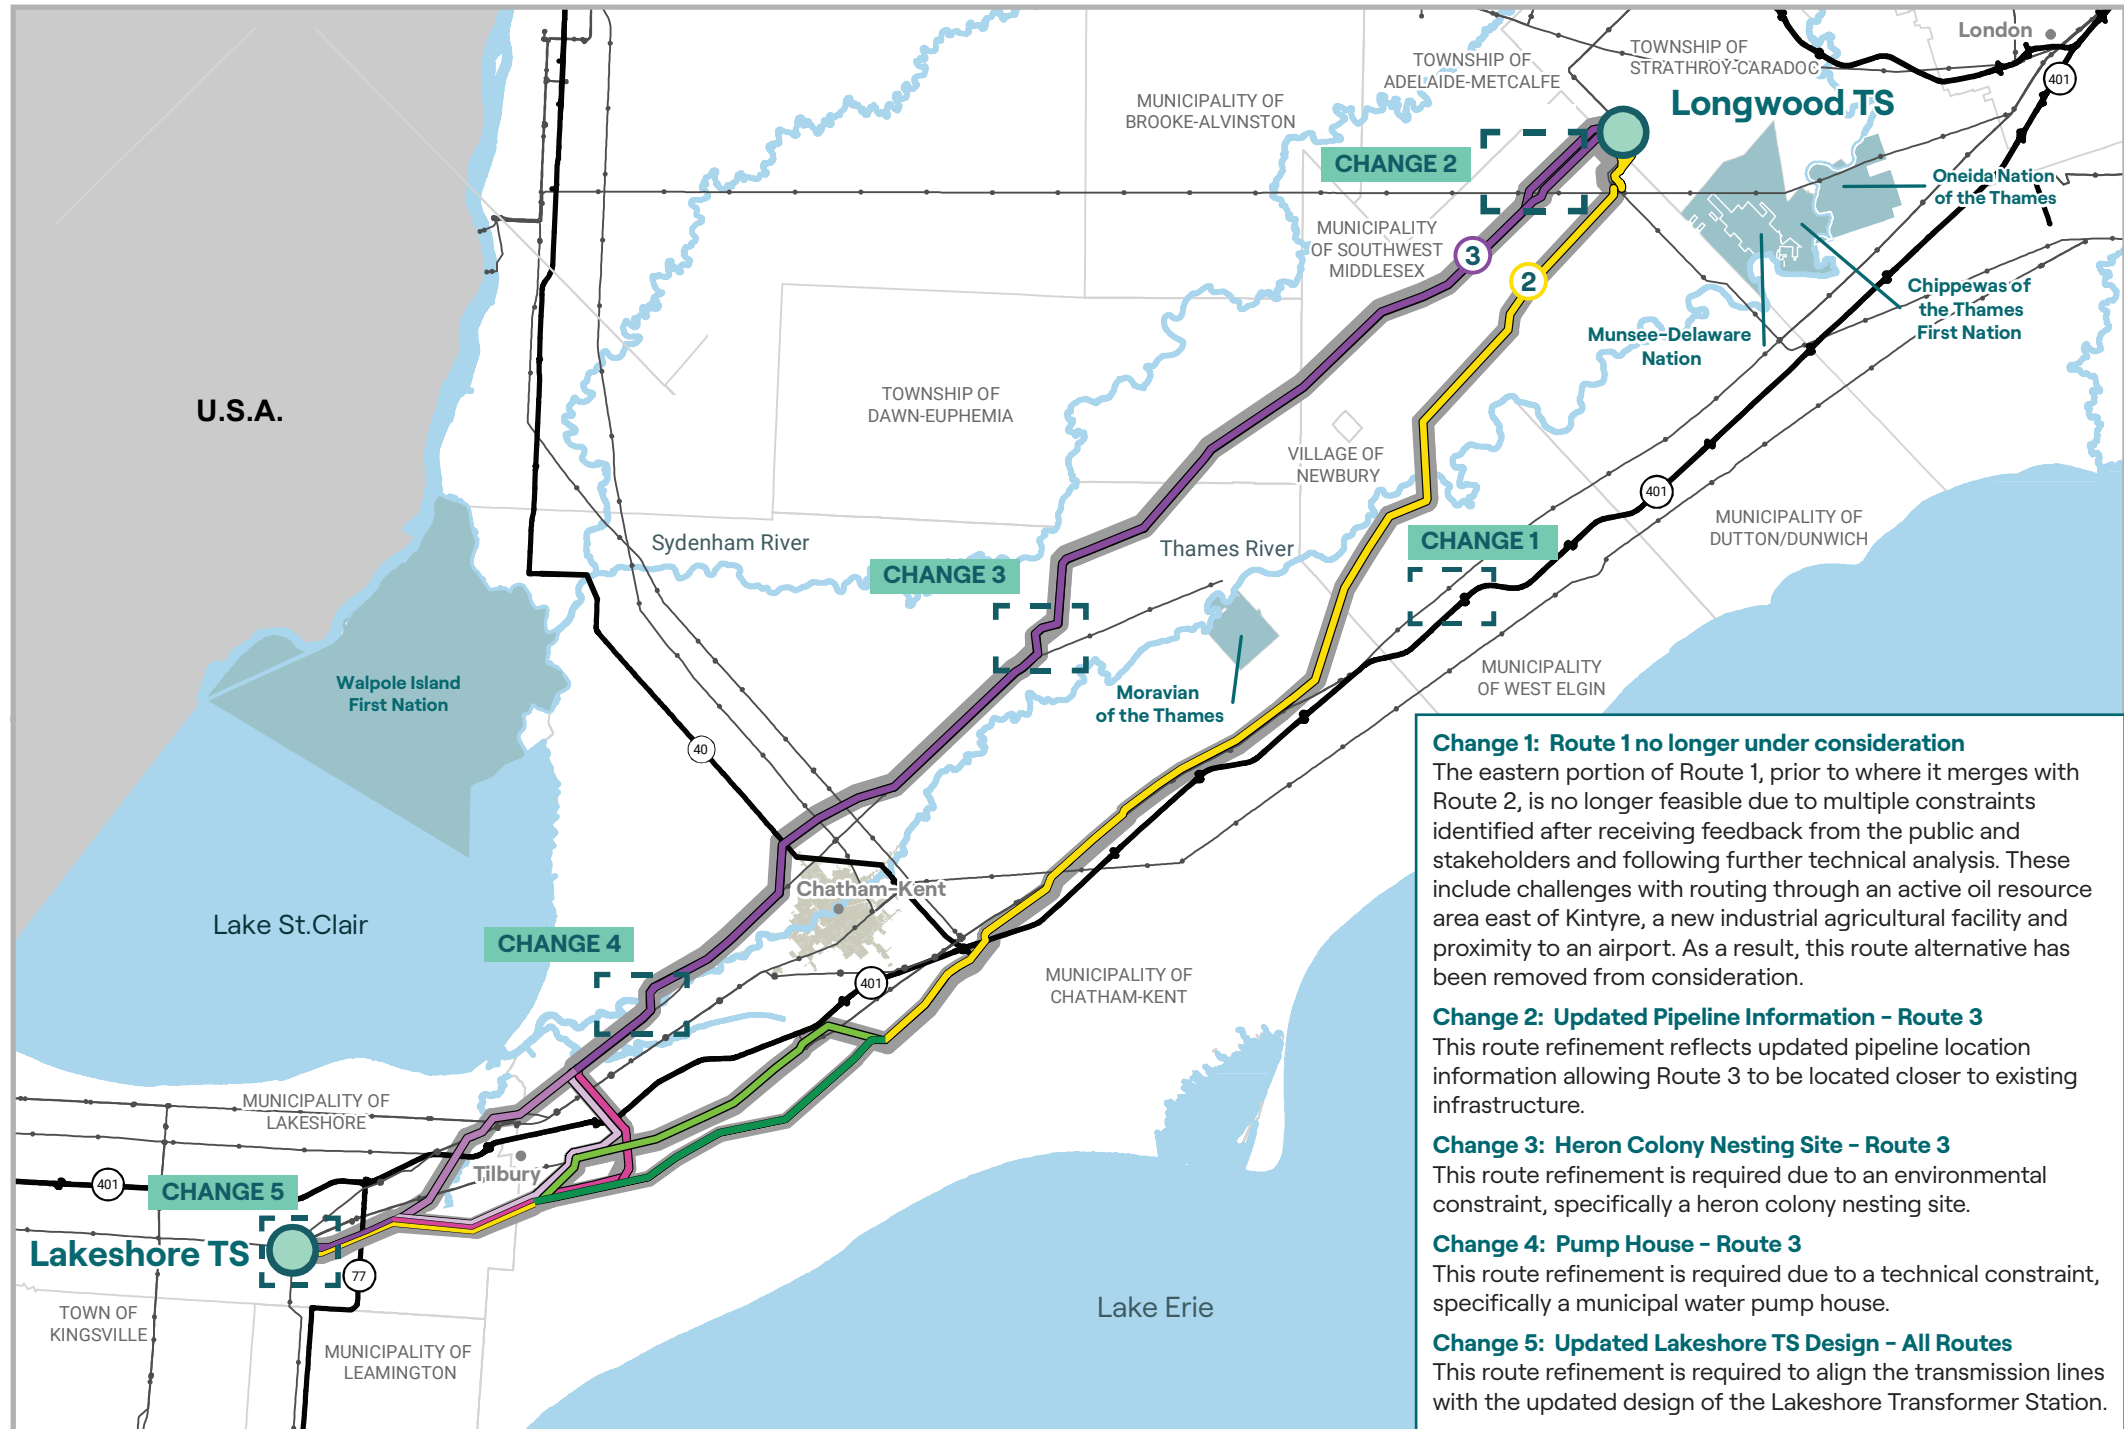 London
TOWNSHIP OF
STRATHROY-CARADOC
TOWNSHIP OF
ADELAIDE-METCALFE
401
Longwood TS
MUNICIPALITY OF
BROOKE-ALVINSTON
CHANGE 2
Oneida Nation
of the Thames
MUNICIPALITY
OF SOUTHWEST
MIDDLESEX
3
2
Chippewas of
the Thames
First Nation
Munsee-Delaware
Nation
U.S.A.
TOWNSHIP OF
DAWN-EUPHEMIA
VILLAGE OF
NEWBURY
401
MUNICIPALITY OF
DUTTON/DUNWICH
Sydenham River
Thames River
CHANGE 1
CHANGE 3
Walpole Island
First Nation
Moravian
of the Thames
MUNICIPALITY
OF WEST ELGIN
40
Chatham-Kent
Lake St.Clair
CHANGE 4
401
MUNICIPALITY OF
CHATHAM-KENT
MUNICIPALITY OF
LAKESHORE
Tilbury
401
CHANGE 5
Lakeshore TS
77
TOWN OF
KINGSVILLE
MUNICIPALITY OF
LEAMINGTON
Lake Erie
Change 1: Route 1 no longer under consideration
The eastern portion of Route 1, prior to where it merges with
Route 2, is no longer feasible due to multiple constraints
identified after receiving feedback from the public and
stakeholders and following further technical analysis. These
include challenges with routing through an active oil resource
area east of Kintyre, a new industrial agricultural facility and
proximity to an airport. As a result, this route alternative has
been removed from consideration.
Change 2: Updated Pipeline Information - Route 3
This route refinement reflects updated pipeline location
information allowing Route 3 to be located closer to existing
infrastructure.
Change 3: Heron Colony Nesting Site - Route 3
This route refinement is required due to an environmental
constraint, specifically a heron colony nesting site.
Change 4: Pump House - Route 3
This route refinement is required due to a technical constraint,
specifically a municipal water pump house.
Change 5: Updated Lakeshore TS Design - All Routes
This route refinement is required to align the transmission lines
with the updated design of the Lakeshore Transformer Station.